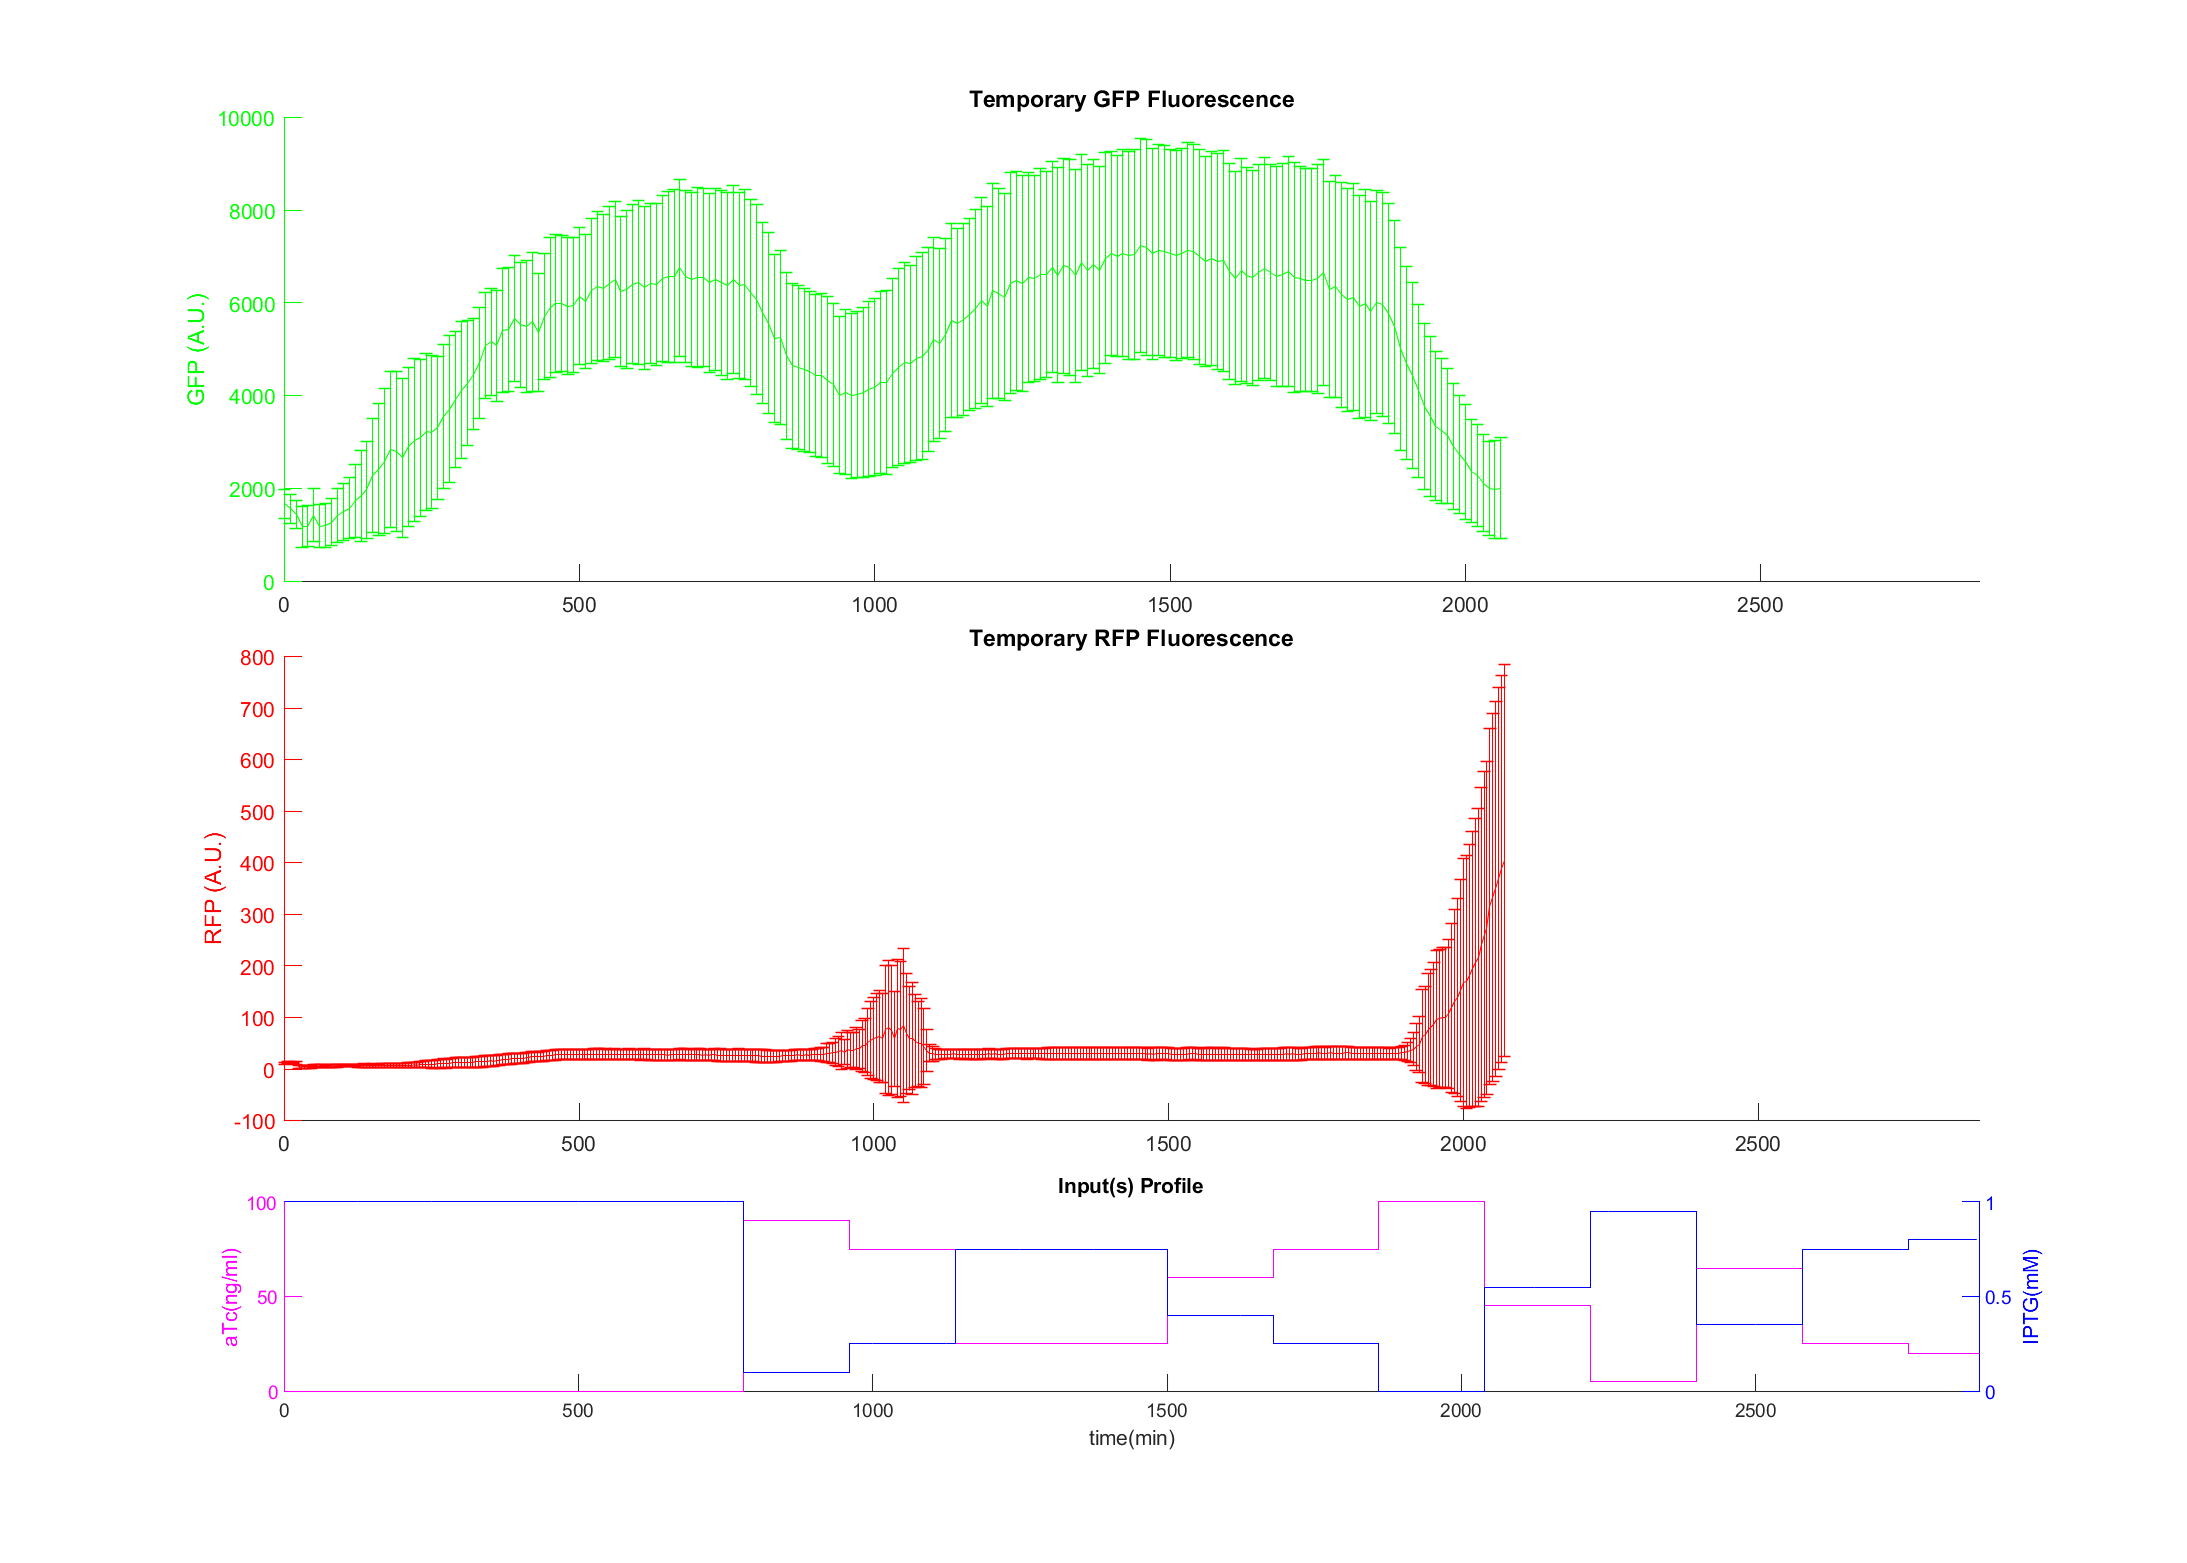 Temporary GFP Fluorescence
10000
8000
6000
4000
2000
0
GFP (A.U.)
0 500 1000 1500 2000 2500
Temporary RFP Fluorescence
800
700
600
500
400
300
200
100
0
-100
RFP (A.U.)
0 500 1000 1500 2000 2500
Input(s) Profile
100
50
0
aTc(ng/ml)
1
0.5
0
IPTG(mM)
0 500 1000 1500 2000 2500
time(min)